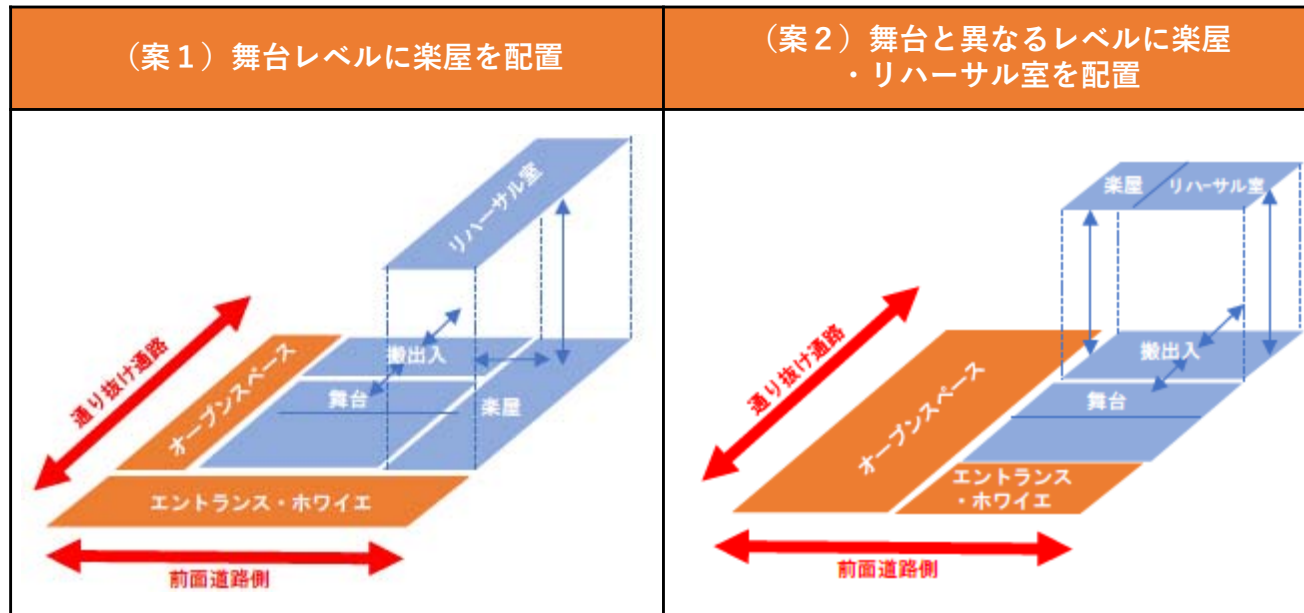 （案１）舞台レベルに楽屋を配置
（案２）舞台と異なるレベルに楽屋
・リハーサル室を配置
リハーサル室
通り抜け通路
オープンスペース
搬出入
舞台
楽屋
エントランス・ホワイエ
前面道路側
楽屋
リハーサル室
通り抜け通路
オープンスペース
搬出入
舞台
エントランス
・ホワイエ
前面道路側